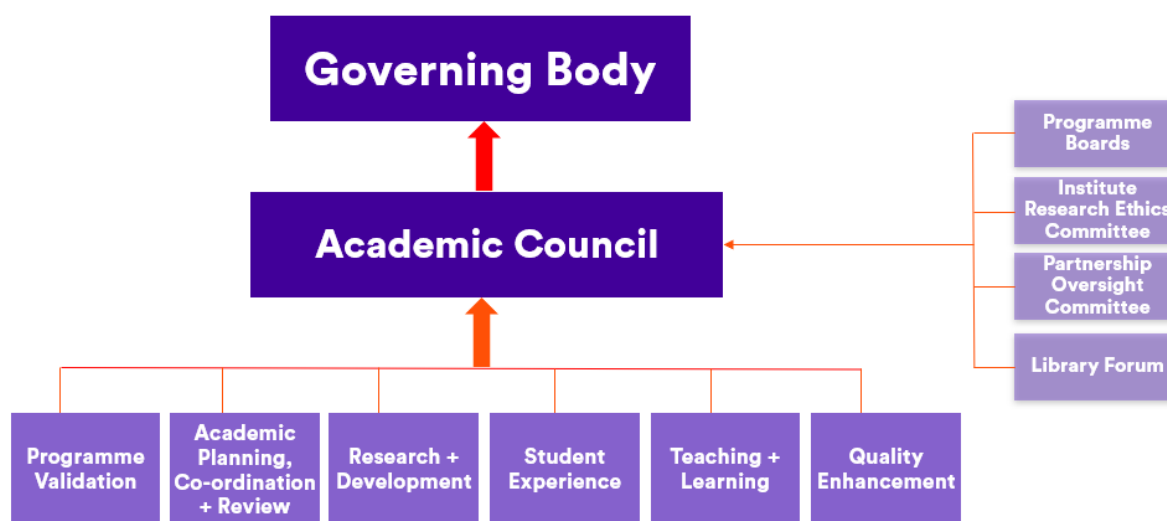 Governing Body
Academic Council
Programme
Boards
Institute
Research Ethics
Committee
Partnership
Oversight
Committee
Library Forum
Programme
Validation
Academic
Planning,
Co-ordination
+ Review
Research +
Development
Student
Experience
Teaching +
Learning
Quality
Enhancement